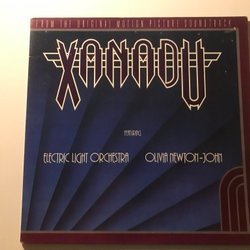 FROM THE ORIGINAL MOTION PICTURE SOUNDTRACK
XANADU
FEATURING
ELECTRIC LIGHT ORCHESTRA OLIVIA NEWTON-JOHN